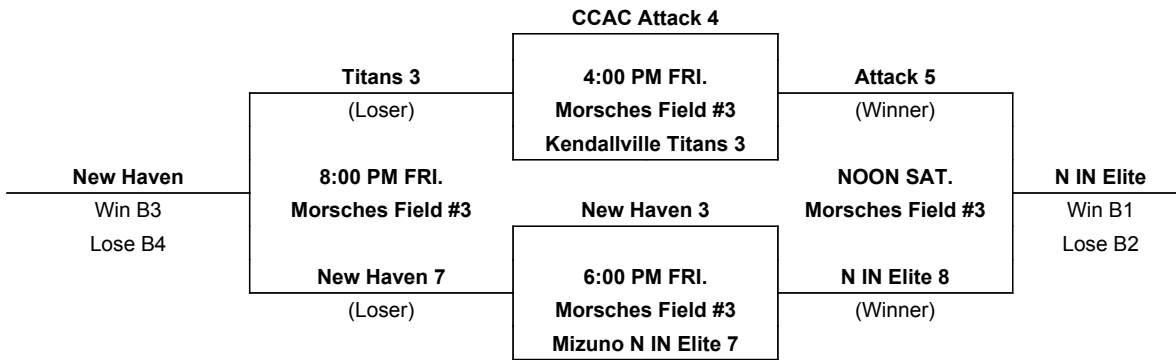 CCAC Attack 4
Titans 3 4:00 PM FRI. Attack 5
(Loser) Morsches Field #3 (Winner)
Kendallville Titans 3
New Haven 8:00 PM FRI. NOON SAT. N IN Elite
Win B3 Morsches Field #3 New Haven 3 Morsches Field #3 Win B1
Lose B4 Lose B2
New Haven 7 6:00 PM FRI. N IN Elite 8
(Loser) Morsches Field #3 (Winner)
Mizuno N IN Elite 7